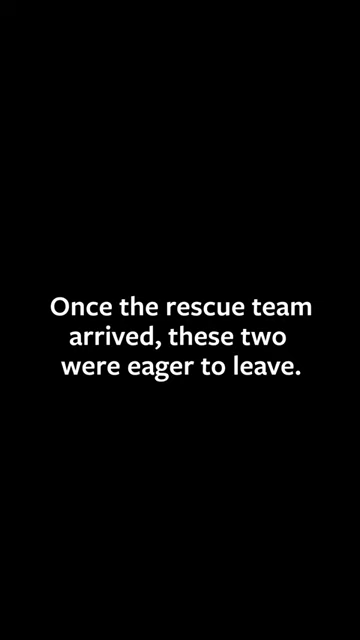 Once the rescue team
arrived, these two
were eager to leave.